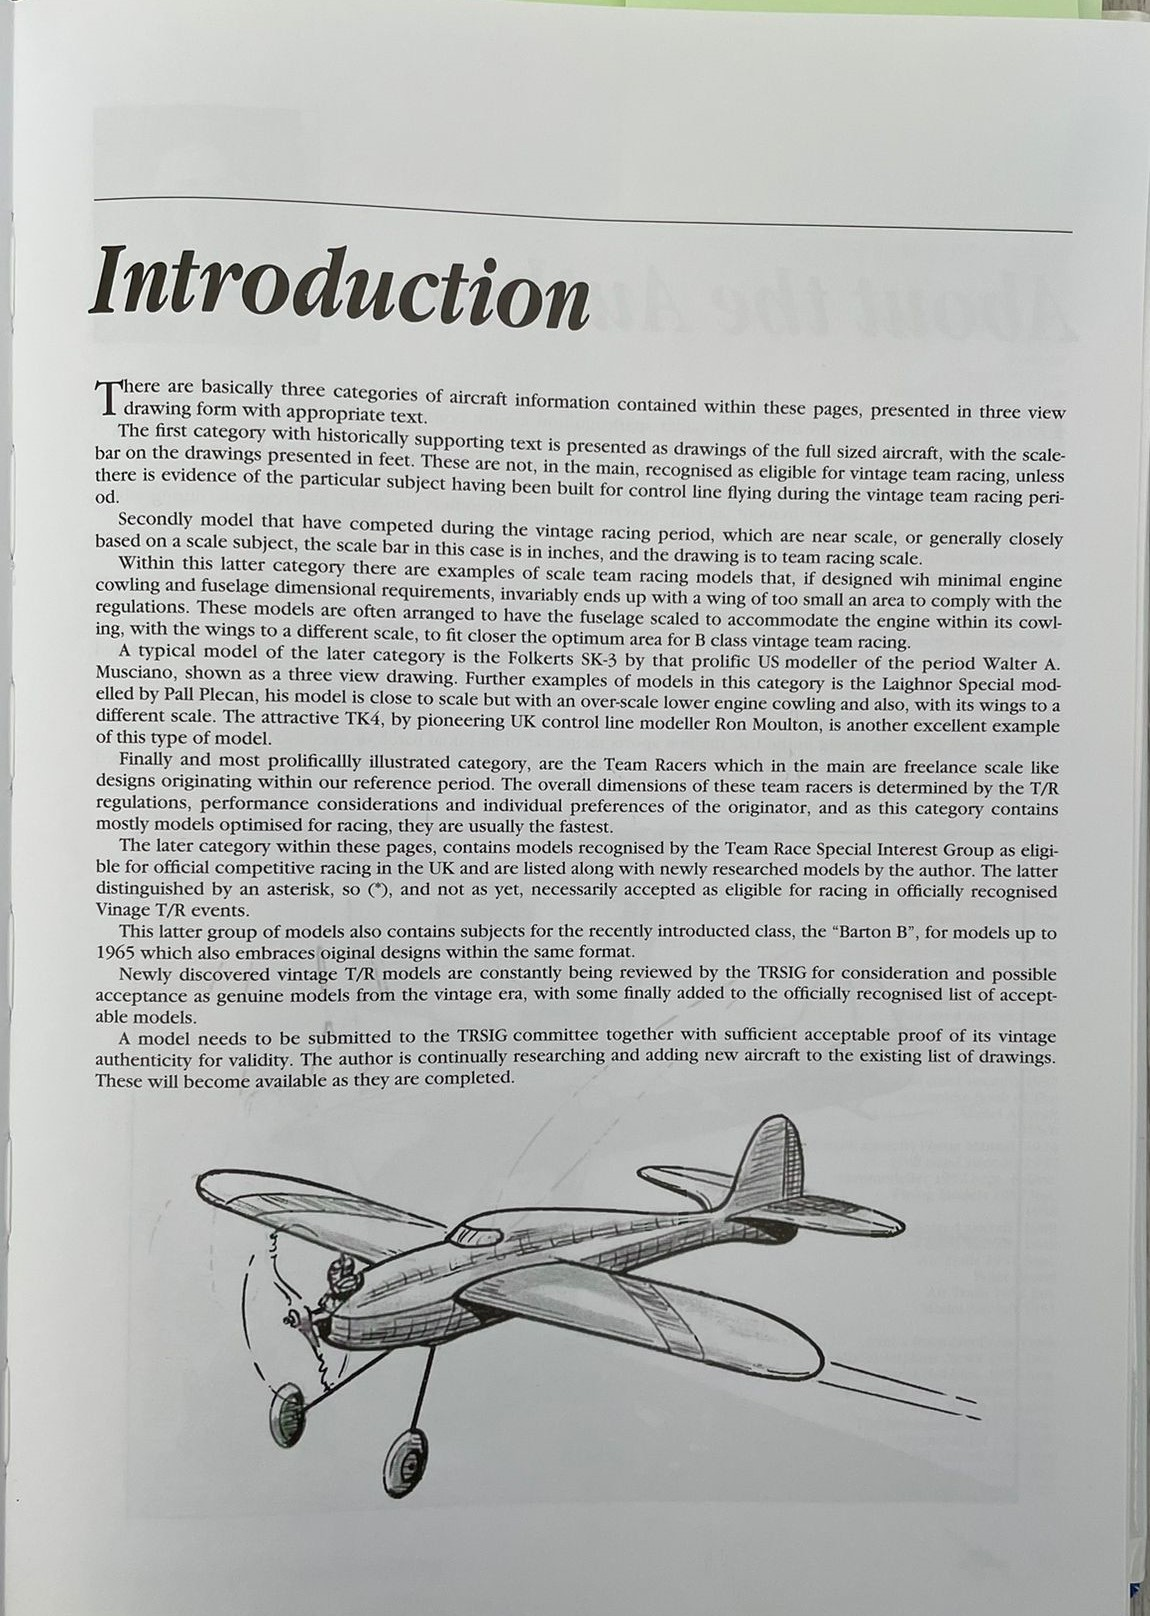 Introduction
There are basically three categories of aircraft information contained within these pages, presented in three view
drawing form with appropriate text.
The first category with historically supporting text is presented as drawings of the full sized aircraft, with the scale-
bar on the drawings presented in feet. These are not, in the main, recognised as eligible for vintage team racing, unless
there is evidence of the particular subject having been built for control line flying during the vintage team racing peri-
od.
Secondly model that have competed during the vintage racing period, which are near scale, or generally closely
based on a scale subject, the scale bar in this case is in inches, and the drawing is to team racing scale.
Within this latter category there are examples of scale team racing models that, if designed wih minimal engine
cowling and fuselage dimensional requirements, invariably ends up with a wing of too small an area to comply with the
regulations. These models are often arranged to have the fuselage scaled to accommodate the engine within its cowl-
ing, with the wings to a different scale, to fit closer the optimum area for B class vintage team racing.
A typical model of the later category is the Folkerts SK-3 by that prolific US modeller of the period Walter A.
Musciano, shown as a three view drawing. Further examples of models in this category is the Laighnor Special mod-
elled by Pall Plecan, his model is close to scale but with an over-scale lower engine cowling and also, with its wings to a
different scale. The attractive TK4, by pioneering UK control line modeller Ron Moulton, is another excellent example
of this type of model.
Finally and most prolificallly illustrated category, are the Team Racers which in the main are freelance scale like
designs originating within our reference period. The overall dimensions of these team racers is determined by the T/R
regulations, performance considerations and individual preferences of the originator, and as this category contains
mostly models optimised for racing, they are usually the fastest.
The later category within these pages, contains models recognised by the Team Race Special Interest Group as eligi-
ble for official competitive racing in the UK and are listed along with newly researched models by the author. The latter
distinguished by an asterisk, so (*), and not as yet, necessarily accepted as eligible for racing in officially recognised
Vinage T/R events.
This latter group of models also contains subjects for the recently introduced class, the “Barton B”, for models up to
1965 which also embraces oiginal designs within the same format.
Newly discovered vintage T/R models are constantly being reviewed by the TRSIG for consideration and possible
acceptance as genuine models from the vintage era, with some finally added to the officially recognised list of accept-
able models.
A model needs to be submitted to the TRSIG committee together with sufficient acceptable proof of its vintage
authenticity for validity. The author is continually researching and adding new aircraft to the existing list of drawings.
These will become available as they are completed.